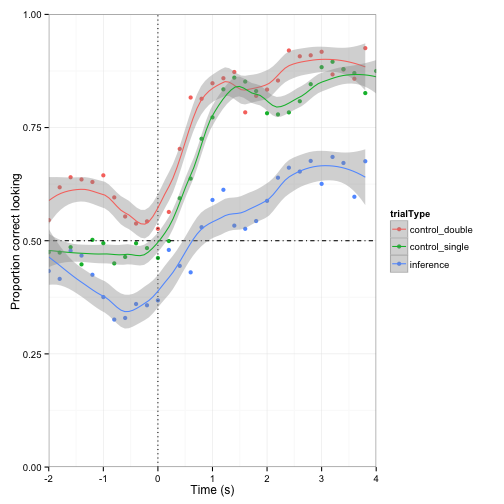 1.00
0.75
0.50
0.25
0.00
Proportion correct looking
-2 -1 0 1 2 3 4
Time (s)
trialType
control_double
control_single
inference